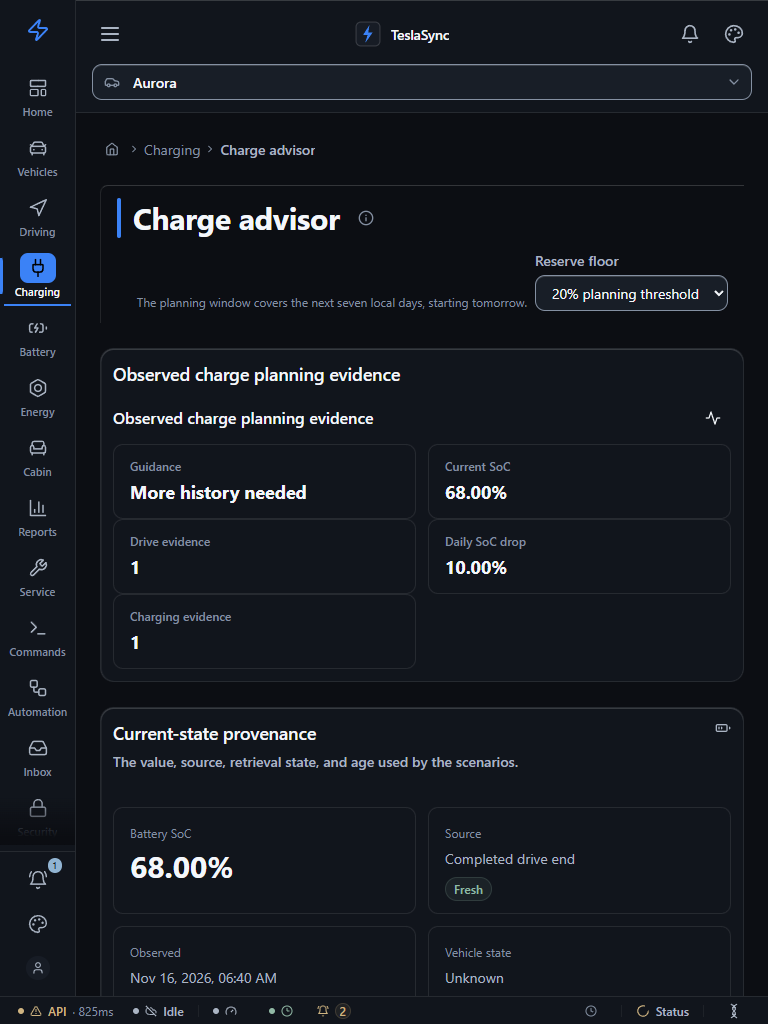 TeslaSync
Aurora
Home
Vehicles
Driving
Charging
Battery
Energy
Cabin
Reports
Service
Commands
Automation
Inbox
Security
1
Charging
Charge advisor
Charge advisor
Reserve floor
The planning window covers the next seven local days, starting tomorrow.
20% planning threshold
Observed charge planning evidence
Observed charge planning evidence
Guidance
More history needed
Current SoC
68.00%
Drive evidence
1
Daily SoC drop
10.00%
Charging evidence
1
Current-state provenance
The value, source, retrieval state, and age used by the scenarios.
Battery SoC
68.00%
Source
Completed drive end
Fresh
Observed
Nov 16, 2026, 06:40 AM
Vehicle state
Unknown
API · 825ms
Idle
2
Status